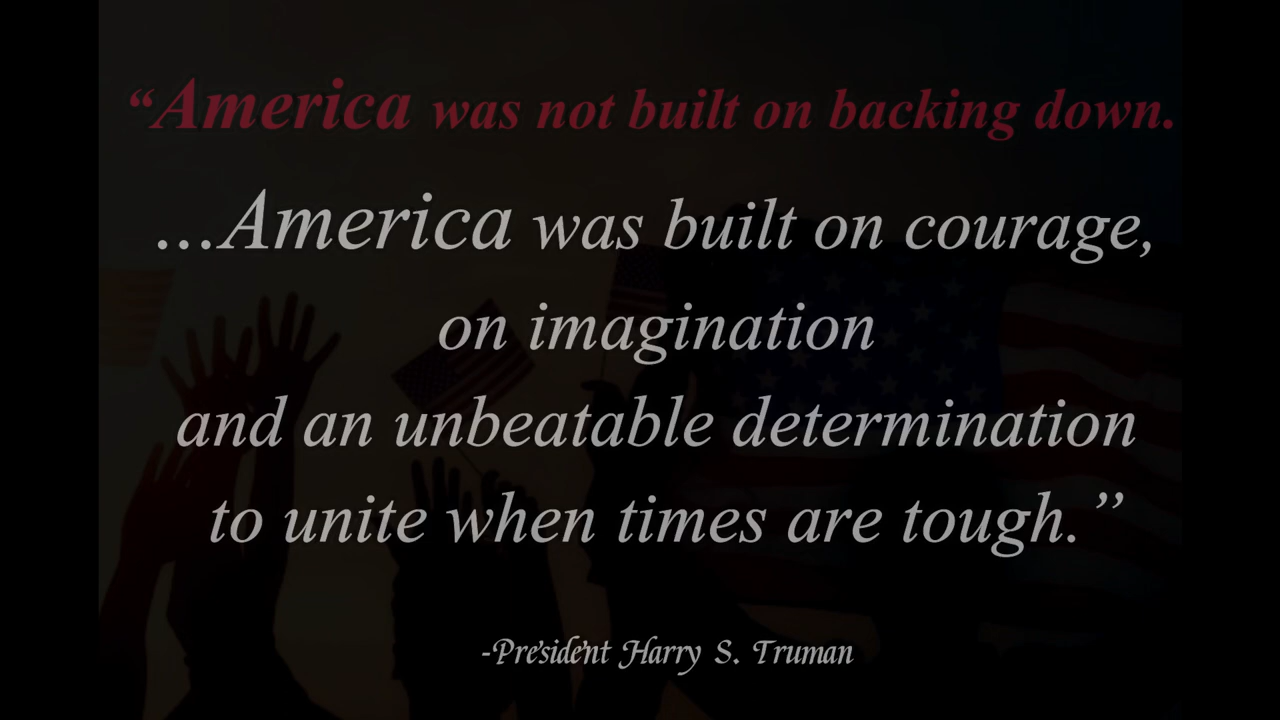 “America was not built on backing down.
...America was built on courage,
on imagination
and an unbeatable determination
to unite when times are tough.”
-President Harry S. Truman